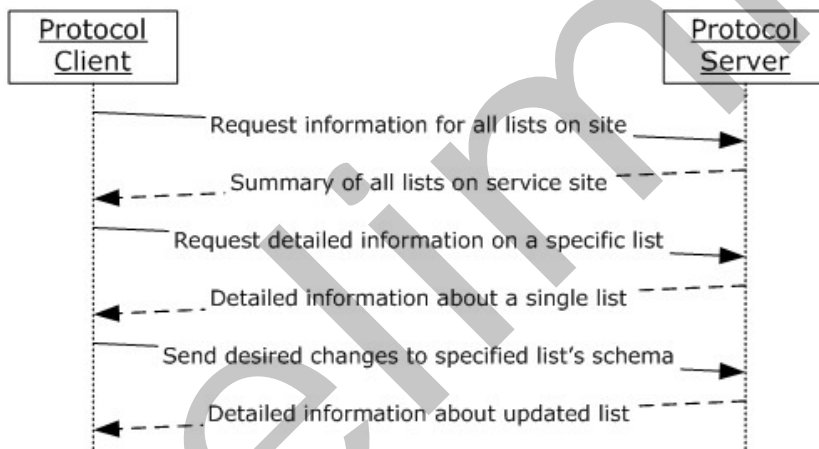 Protocol
Client
Protocol
Server
Request information for all lists on site
Summary of all lists on service site
Request detailed information on a specific list
Detailed information about a single list
Send desired changes to specified list's schema
Detailed information about updated list
elim